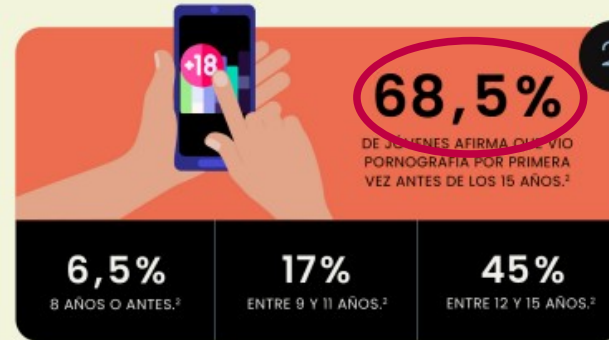 +18
68,5%
DE JÓVENES AFIRMA QUE VIO
PORNOGRAFÍA POR PRIMERA
VEZ ANTES DE LOS 15 AÑOS.²
6,5%
8 AÑOS O ANTES.²
17%
ENTRE 9 Y 11 AÑOS.²
45%
ENTRE 12 Y 15 AÑOS.²